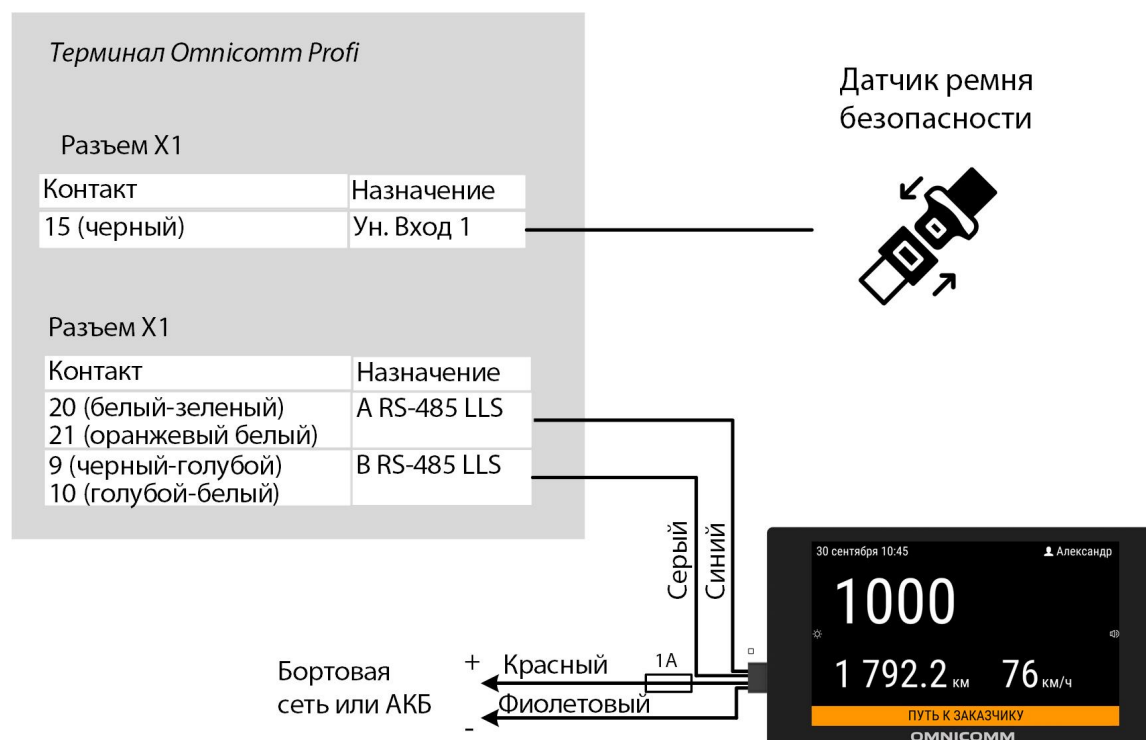 Терминал Omnicomm Profi
Датчик ремня
безопасности
Разъем X1
Контакт Назначение
15 (черный) Ун. Вход 1
Разъем X1
Контакт Назначение
20 (белый-зеленый) A RS-485 LLS
21 (оранжевый белый)
9 (черный-голубой) B RS-485 LLS
10 (голубой-белый)
Серый
Синий
30 сентября 10:45 Александр
1000
1 792.2 км 76 км/ч
ПУТЬ К ЗАКАЗЧИКУ
OMNICOMM
Бортовая
сеть или АКБ
+ Красный 1А
- Фиолетовый